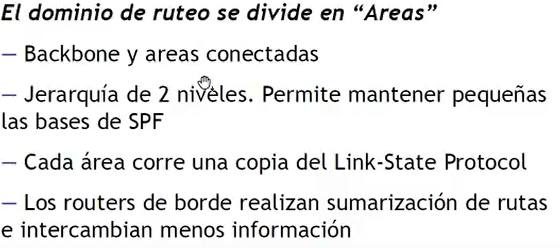 El dominio de ruteo se divide en “Areas”
— Backbone y areas conectadas
— Jerarquía de 2 niveles. Permite mantener pequeñas
las bases de SPF
— Cada área corre una copia del Link-State Protocol
— Los routers de borde realizan sumarización de rutas
e intercambian menos información